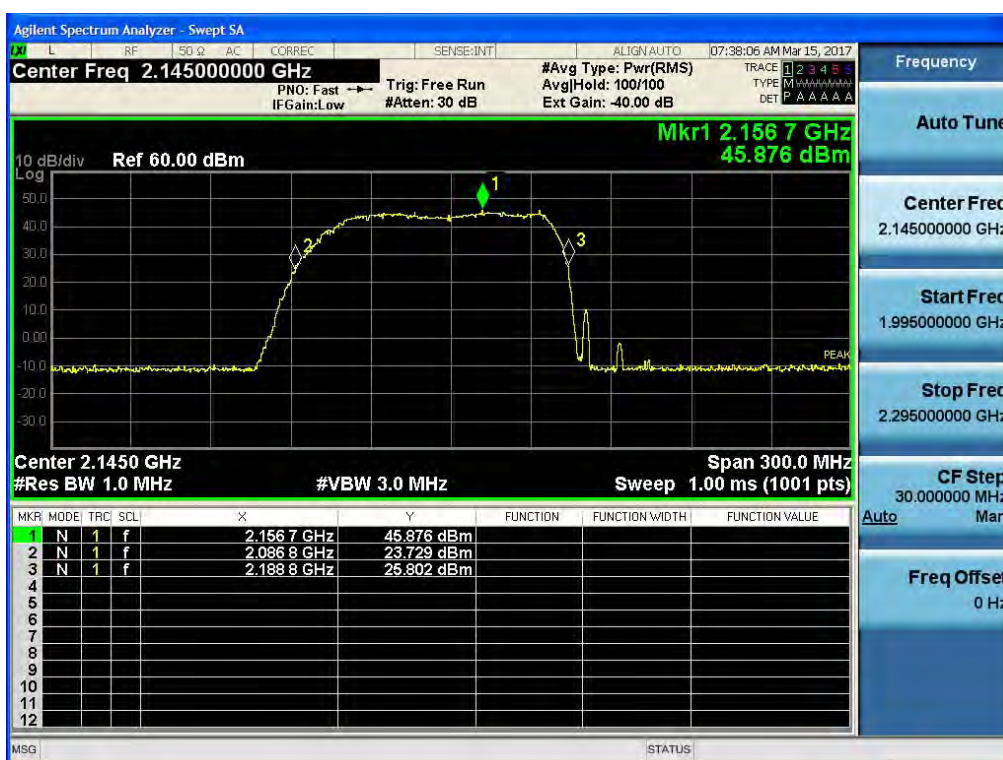 Agilent Spectrum Analyzer - Swept SA
LXI L RF 50 Ω AC CORREC SENSE:INT ALIGN AUTO 07:38:06 AM Mar 15, 2017
Center Freq 2.145000000 GHz
PNO: Fast
IFGain:Low
Trig: Free Run
#Atten: 30 dB
#Avg Type: Pwr(RMS)
Avg|Hold: 100/100
Ext Gain: -40.00 dB
TRACE 1 2 3 4 5 6
TYPE M
DET P A A A A A
Mkr1 2.156 7 GHz
45.876 dBm
10 dB/div Ref 60.00 dBm
Log
50.0
40.0
30.0
20.0
10.0
0.00
-10.0
-20.0
-30.0
1
2
3
PEAK
Center 2.1450 GHz Span 300.0 MHz
#Res BW 1.0 MHz #VBW 3.0 MHz Sweep 1.00 ms (1001 pts)
MKR MODE TRC SCL X Y FUNCTION FUNCTION WIDTH FUNCTION VALUE
1 N 1 f 2.156 7 GHz 45.876 dBm
2 N 1 f 2.086 8 GHz 23.729 dBm
3 N 1 f 2.188 8 GHz 25.802 dBm
4
5
6
7
8
9
10
11
12
MSG STATUS
Frequency
Auto Tune
Center Freq
2.145000000 GHz
Start Freq
1.995000000 GHz
Stop Freq
2.295000000 GHz
CF Step
30.000000 MHz
Auto Man
Freq Offset
0 Hz